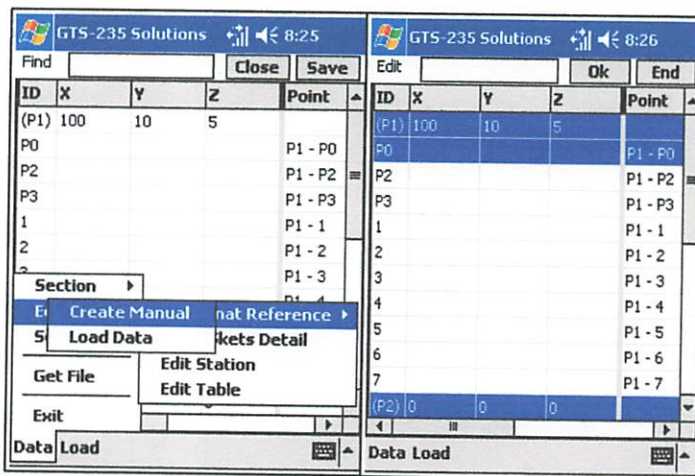 GTS-235 Solutions 8:25
Find Close Save
ID X Y Z Point
(P1) 100 10 5
P0 P1 - P0
P2 P1 - P2
P3 P1 - P3
1 P1 - 1
2 P1 - 2
P1 - 3
Section
Create Manual nat Reference
Load Data kets Detail
Edit Station
Get File
Edit Table
Exit
Data Load
GTS-235 Solutions 8:26
Edit Ok End
ID X Y Z Point
(P1) 100 10 5
P0 P1 - P0
P2 P1 - P2
P3 P1 - P3
1 P1 - 1
2 P1 - 2
3 P1 - 3
4 P1 - 4
5 P1 - 5
6 P1 - 6
7 P1 - 7
(P2) 0 0 0
Data Load